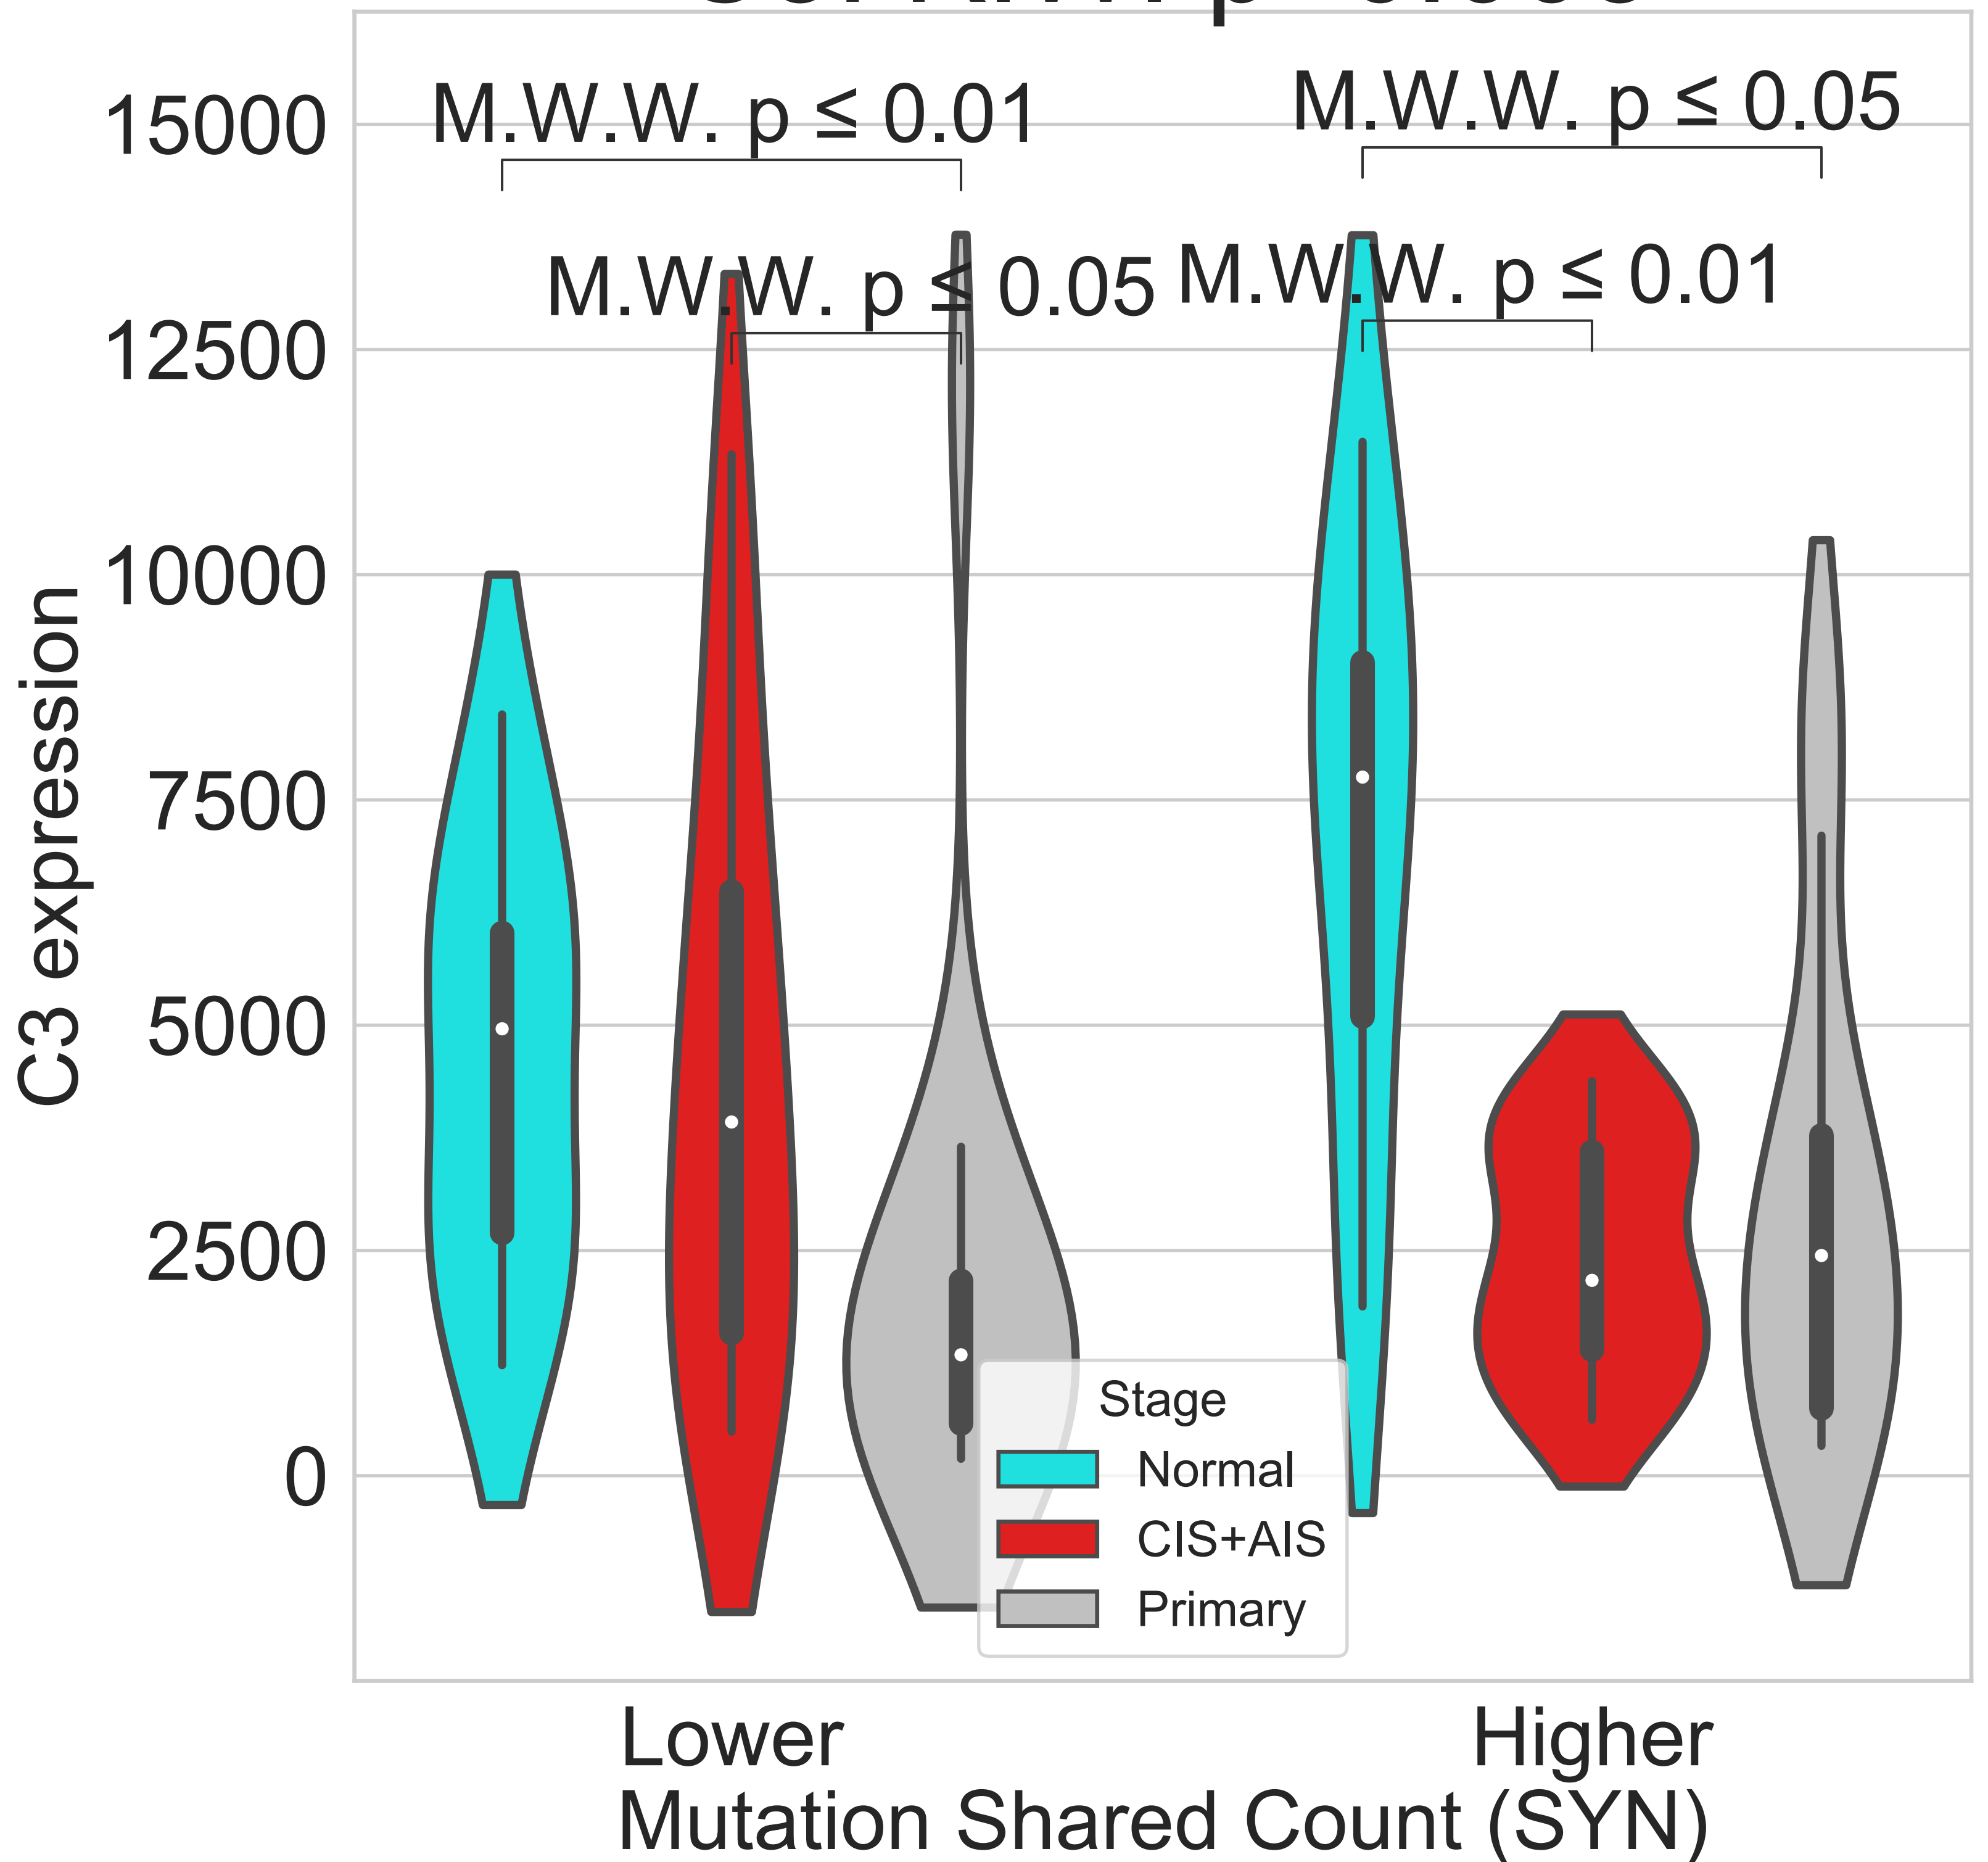 M.W.W. p ≤ 0.01
M.W.W. p ≤ 0.05
M.W.W. p ≤ 0.05
M.W.W. p ≤ 0.01
15000
12500
10000
7500
5000
2500
0
C3 expression
Stage
Normal
CIS+AIS
Primary
Lower
Higher
Mutation Shared Count (SYN)